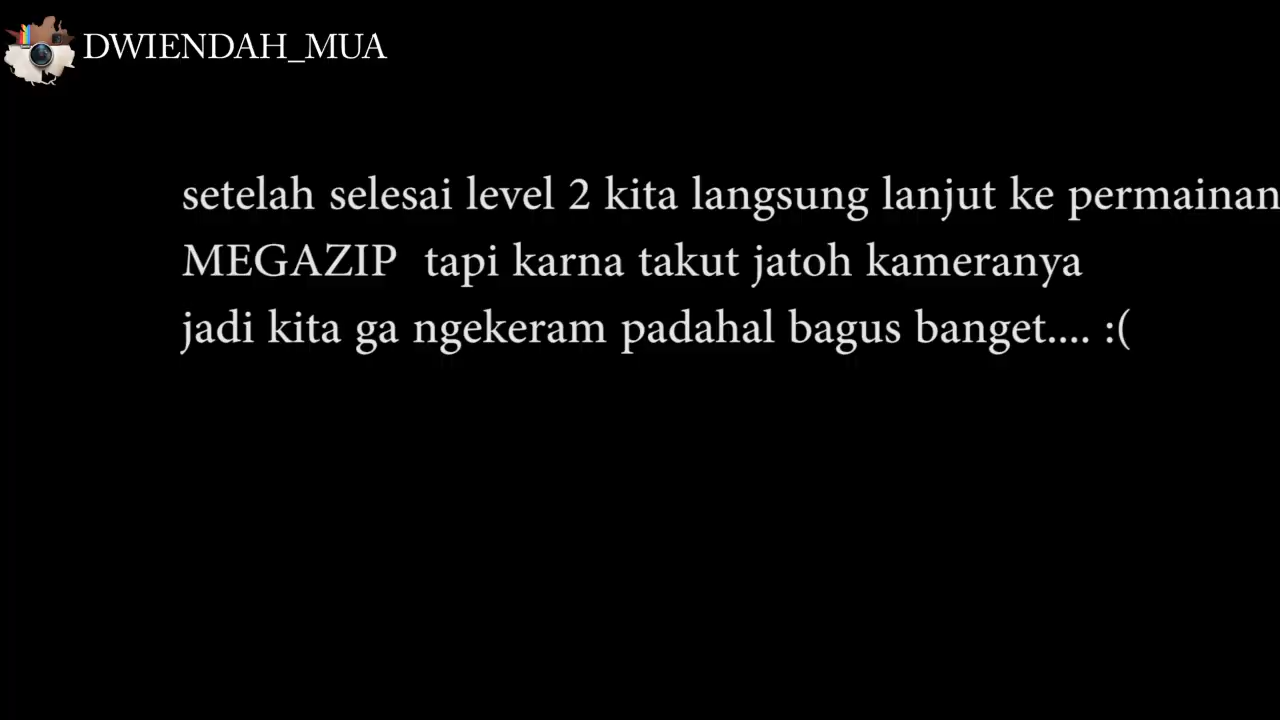 DWIENDAH_MUA
setelah selesai level 2 kita langsung lanjut ke permainan
MEGAZIP tapi karna takut jatoh kameranya
jadi kita ga ngekeram padahal bagus banget.... :(